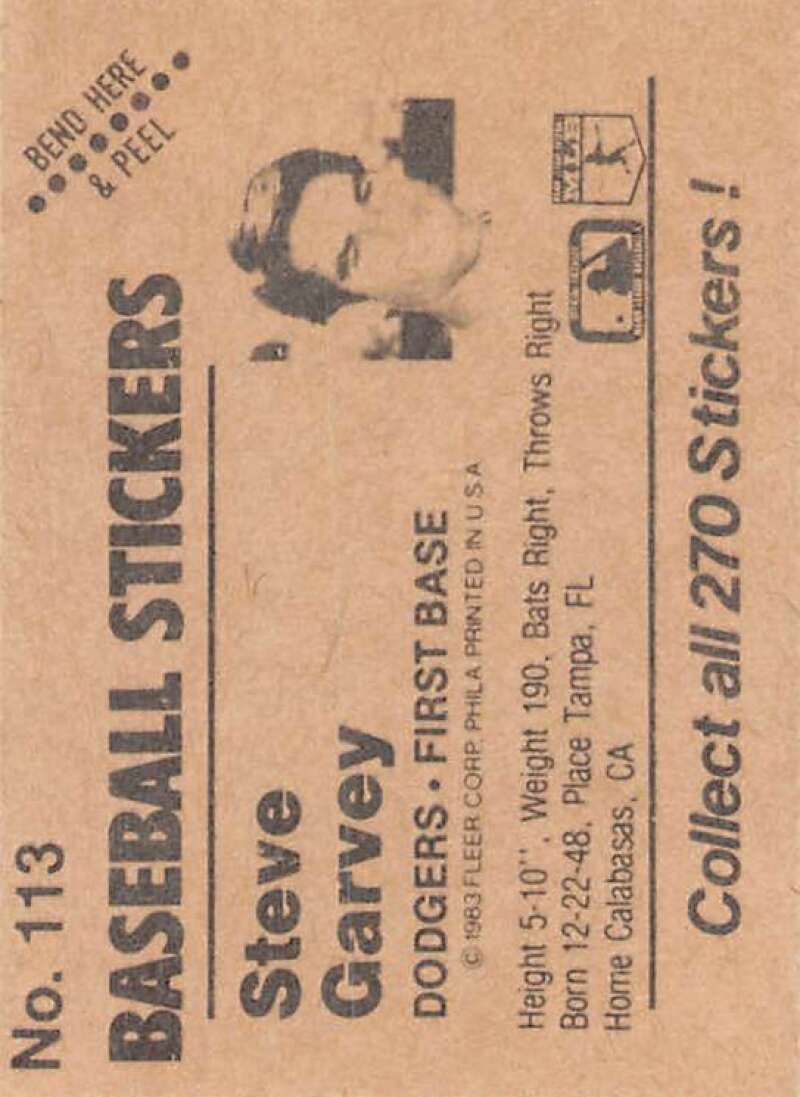 No. 113
BEND HERE
& PEEL
BASEBALL STICKERS
Steve
Garvey
DODGERS • FIRST BASE
© 1983 FLEER CORP. PHILA PRINTED IN U S A
Height 5-10", Weight 190, Bats Right, Throws Right
Born 12-22-48, Place Tampa, FL
Home Calabasas, CA
Collect all 270 Stickers!